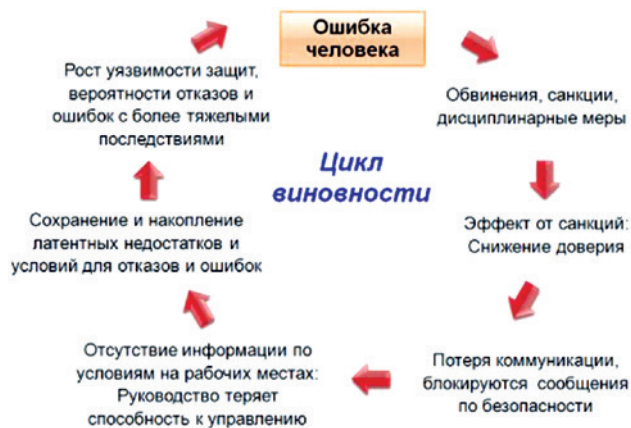 Ошибка
человека
Обвинения, санкции,
дисциплинарные меры
Эффект от санкций:
Снижение доверия
Потеря коммуникации,
блокируются сообщения
по безопасности
Отсутствие информации по
условиям на рабочих местах:
Руководство теряет
способность к управлению
Сохранение и накопление
латентных недостатков и
условий для отказов и ошибок
Рост уязвимости защит,
вероятности отказов и
ошибок с более тяжелыми
последствиями
Цикл
виновности